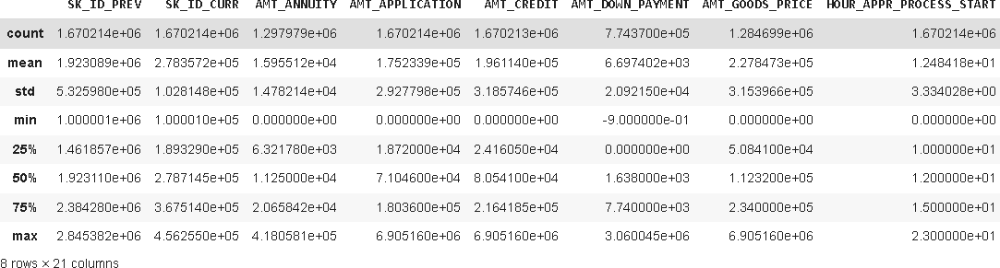 SK_ID_PREV SK_ID_CURR AMT_ANNUITY AMT_APPLICATION AMT_CREDIT AMT_DOWN_PAYMENT AMT_GOODS_PRICE HOUR_APPR_PROCESS_START
count 1.670214e+06 1.670214e+06 1.297979e+06 1.670214e+06 1.670213e+06 7.743700e+05 1.284699e+06 1.670214e+06
mean 1.923089e+06 2.783572e+05 1.595512e+04 1.752339e+05 1.961140e+05 6.697402e+03 2.278473e+05 1.248418e+01
std 5.325980e+05 1.028148e+05 1.478214e+04 2.927798e+05 3.185746e+05 2.092150e+04 3.153966e+05 3.334028e+00
min 1.000001e+06 1.000010e+05 0.000000e+00 0.000000e+00 0.000000e+00 -9.000000e-01 0.000000e+00 0.000000e+00
25% 1.461857e+06 1.893290e+05 6.321780e+03 1.872000e+04 2.416050e+04 0.000000e+00 5.084100e+04 1.000000e+01
50% 1.923110e+06 2.787145e+05 1.125000e+04 7.104600e+04 8.054100e+04 1.638000e+03 1.123200e+05 1.200000e+01
75% 2.384280e+06 3.675140e+05 2.065842e+04 1.803600e+05 2.164185e+05 7.740000e+03 2.340000e+05 1.500000e+01
max 2.845382e+06 4.562550e+05 4.180581e+05 6.905160e+06 6.905160e+06 3.060045e+06 6.905160e+06 2.300000e+01
8 rows × 21 columns